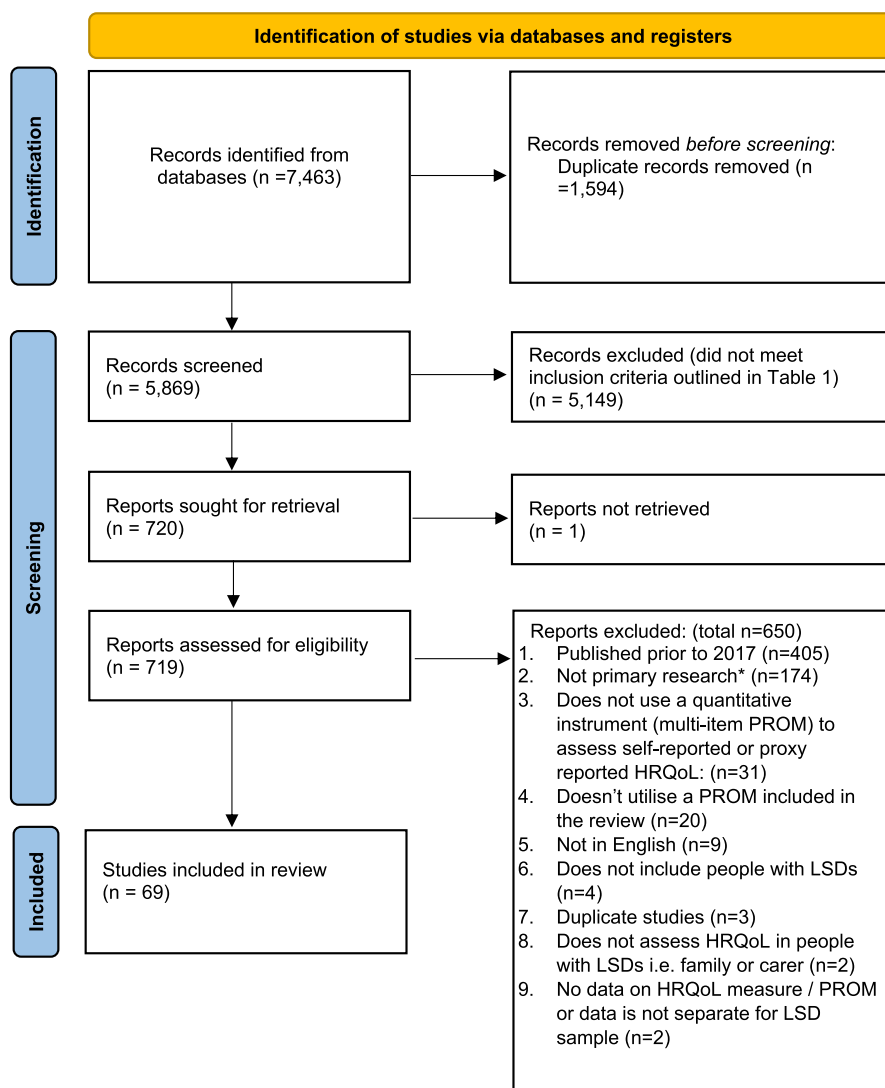 Identification of studies via databases and registers
Identification
Records identified from
databases (n =7,463)
Records removed before screening:
Duplicate records removed (n
=1,594)
Screening
Records screened
(n = 5,869)
Records excluded (did not meet
inclusion criteria outlined in Table 1)
(n = 5,149)
Reports sought for retrieval
(n = 720)
Reports not retrieved
(n = 1)
Reports assessed for eligibility
(n = 719)
Reports excluded: (total n=650)
1. Published prior to 2017 (n=405)
2. Not primary research* (n=174)
3. Does not use a quantitative
instrument (multi-item PROM) to
assess self-reported or proxy
reported HRQoL: (n=31)
4. Doesn’t utilise a PROM included in
the review (n=20)
5. Not in English (n=9)
6. Does not include people with LSDs
(n=4)
7. Duplicate studies (n=3)
8. Does not assess HRQoL in people
with LSDs i.e. family or carer (n=2)
9. No data on HRQoL measure / PROM
or data is not separate for LSD
sample (n=2)
Included
Studies included in review
(n = 69)